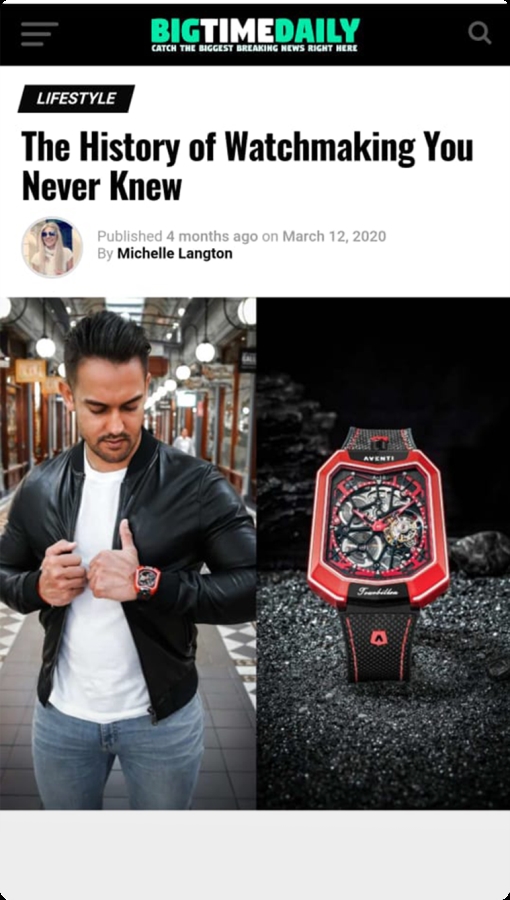 BIGTIMEDAILY
CATCH THE BIGGEST BREAKING NEWS RIGHT HERE
LIFESTYLE
The History of Watchmaking You
Never Knew
Published 4 months ago on March 12, 2020
By Michelle Langton
AVENTI
Tourbillon